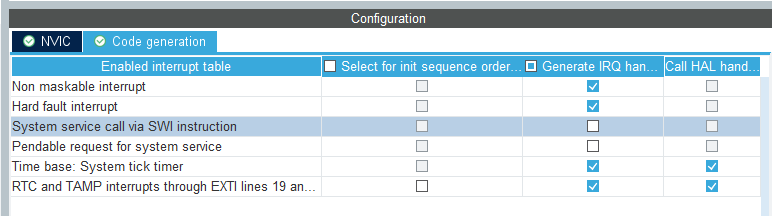 Configuration
NVIC Code generation
Enabled interrupt table Select for init sequence order... Generate IRQ han... Call HAL hand...
Non maskable interrupt
Hard fault interrupt
System service call via SWI instruction
Pendable request for system service
Time base: System tick timer
RTC and TAMP interrupts through EXTI lines 19 an...